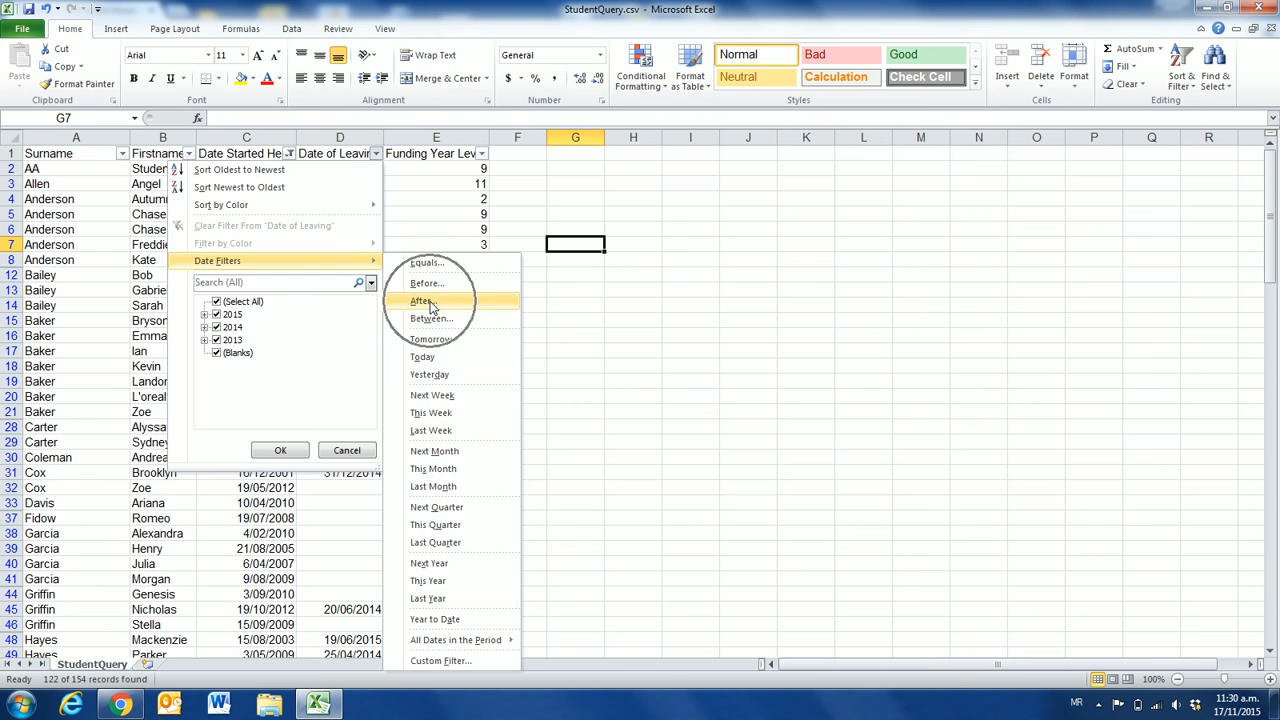 StudentQuery.csv - Microsoft Excel
File Home Insert Page Layout Formulas Data Review View
Paste Cut Copy Format Painter Clipboard
Arial 11 A A B I U A Font
Wrap Text Merge & Center Alignment
General $ % , Number
Conditional Formatting Format as Table
Normal Bad Good
Neutral Calculation Check Cell
Styles
Insert Delete Format Cells
AutoSum Fill Clear Sort & Filter Find & Select Editing
G7 fx
A B C D E F G H I J K L M N O P Q R
1 Surname Firstname Date Started He Date of Leavin Funding Year Lev
2 AA Studen 9
3 Allen Angel 11
4 Anderson Autumn 2
5 Anderson Chase 9
6 Anderson Chase 9
7 Anderson Freddie 3
8 Anderson Kate
12 Bailey Bob
13 Bailey Gabrie
14 Bailey Sarah
15 Baker Bryson
16 Baker Emma
17 Baker Ian
18 Baker Kevin
19 Baker Landon
20 Baker L'oreal
21 Baker Zoe
28 Carter Alyssa
29 Carter Sydney
30 Coleman Andrea
31 Cox Brooklyn 16/12/2001 31/12/2014
32 Cox Zoe 19/05/2012
33 Davis Ariana 10/04/2010
37 Fidow Romeo 19/07/2008
38 Garcia Alexandra 4/02/2010
39 Garcia Henry 21/08/2005
40 Garcia Julia 6/04/2007
41 Garcia Morgan 9/08/2009
44 Griffin Genesis 3/09/2010
45 Griffin Nicholas 19/10/2012 20/06/2014
46 Griffin Stella 15/09/2009
48 Hayes Mackenzie 15/08/2003 19/06/2015
49 Hayes Parker 3/05/2009 25/04/2014
Sort Oldest to Newest
Sort Newest to Oldest
Sort by Color
Clear Filter From "Date of Leaving"
Filter by Color
Date Filters
Search (All)
(Select All)
2015
2014
2013
(Blanks)
OK Cancel
Equals...
Before...
After...
Between...
Tomorrow
Today
Yesterday
Next Week
This Week
Last Week
Next Month
This Month
Last Month
Next Quarter
This Quarter
Last Quarter
Next Year
This Year
Last Year
Year to Date
All Dates in the Period
Custom Filter...
StudentQuery
Ready 122 of 154 records found 100%
MR 11:30 a.m.
17/11/2015